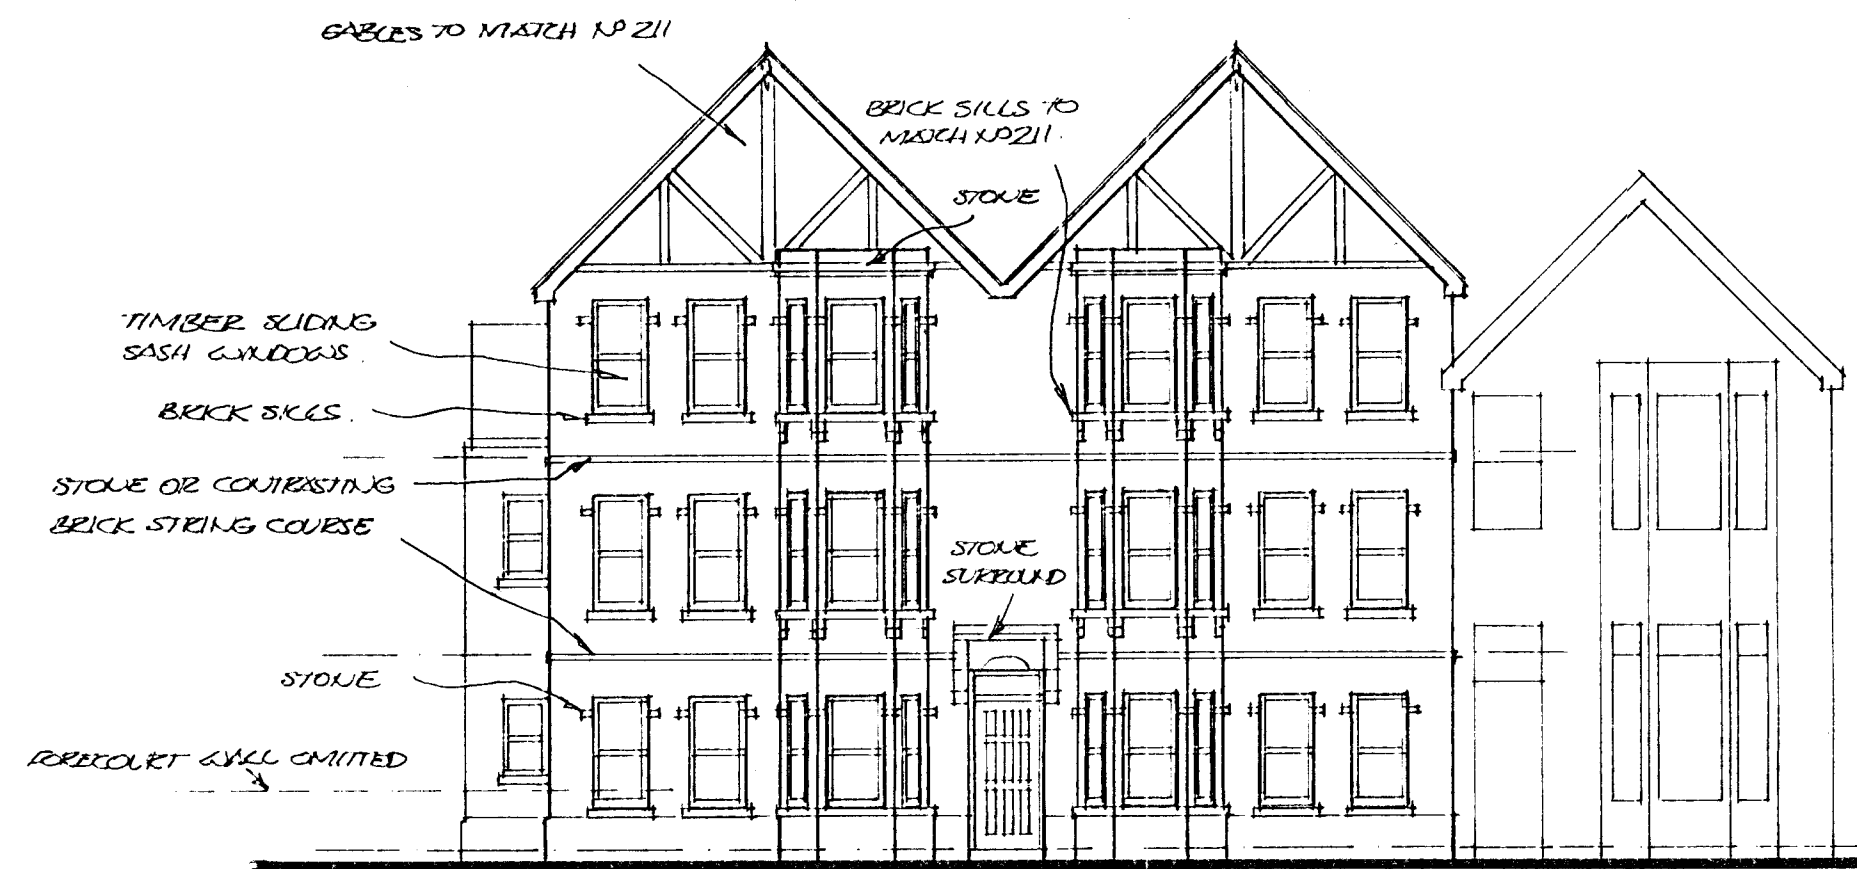 GABLES TO MATCH Nº 211
BRICK SILLS TO
MATCH Nº 211.
STONE
TIMBER SLIDING
SASH WINDOWS.
BRICK SILLS.
STONE OR CONTRASTING
BRICK STRING COURSE
STONE
SURROUND
STONE
FORECOURT WALL OMITTED